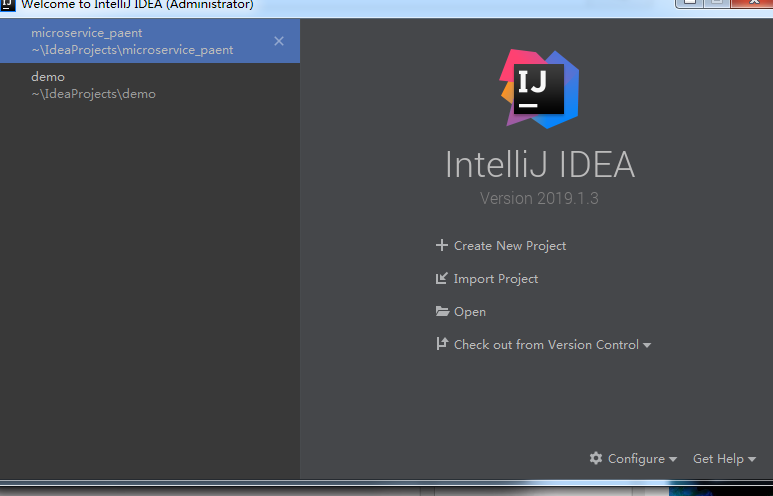 Welcome to IntelliJ IDEA (Administrator)
microservice_paent
~\IdeaProjects\microservice_paent
demo
~\IdeaProjects\demo
IJ
IntelliJ IDEA
Version 2019.1.3
Create New Project
Import Project
Open
Check out from Version Control
Configure
Get Help